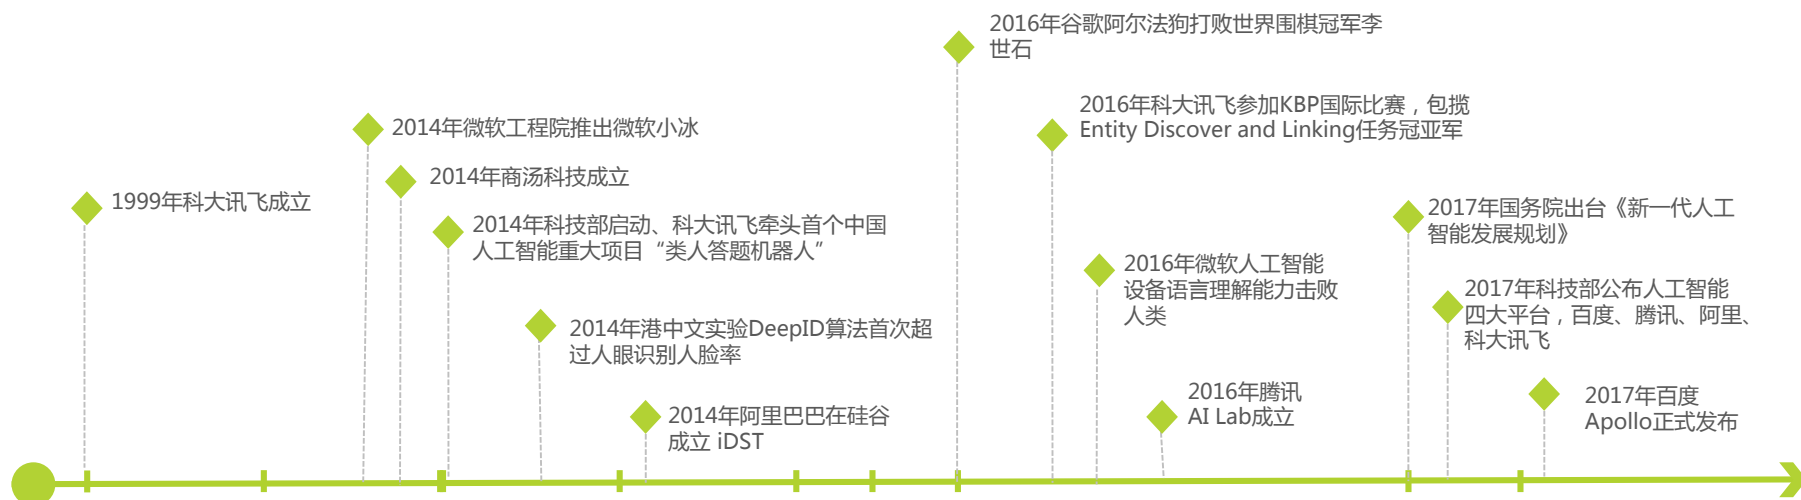 1999年科大讯飞成立
2014年微软工程院推出微软小冰
2014年商汤科技成立
2014年科技部启动、科大讯飞牵头首个中国
人工智能重大项目“类人答题机器人”
2014年港中文实验DeepID算法首次超
过人眼识别人脸率
2014年阿里巴巴在硅谷
成立 iDST
2016年谷歌阿尔法狗打败世界围棋冠军李
世石
2016年科大讯飞参加KBP国际比赛，包揽
Entity Discover and Linking任务冠亚军
2016年微软人工智能
设备语言理解能力击败
人类
2016年腾讯
AI Lab成立
2017年国务院出台《新一代人工
智能发展规划》
2017年科技部公布人工智能
四大平台，百度、腾讯、阿里、
科大讯飞
2017年百度
Apollo正式发布